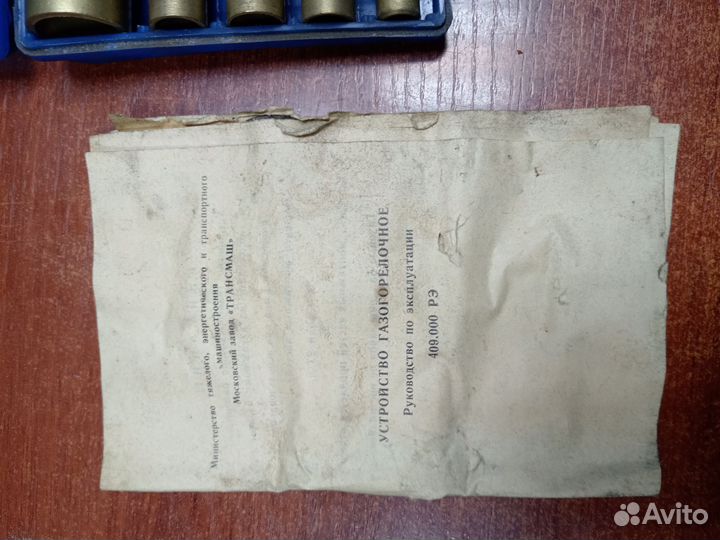 Министерство тяжелого, энергетического и транспортного
машиностроения
Московский завод «ТРАНСМАШ»
УСТРОЙСТВО ГАЗОГОРЕЛОЧНОЕ
Руководство по эксплуатации
409.000 РЭ
Avito